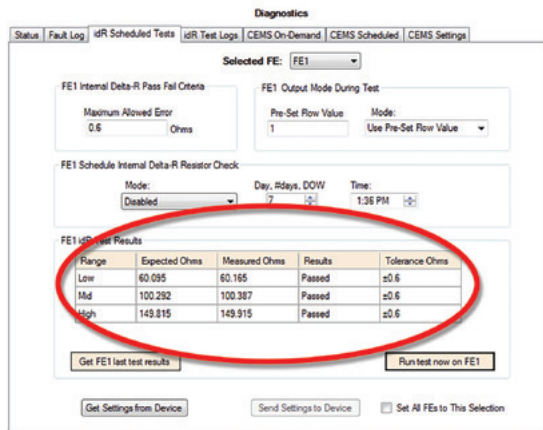 Diagnostics
Status Fault Log idR Scheduled Tests idR Test Logs CEMS On-Demand CEMS Scheduled CEMS Settings
Selected FE: FE1
FE1 Internal Delta-R Pass Fail Criteria
Maximum Allowed Error
0.6 Ohms
FE1 Output Mode During Test
Pre-Set Row Value Mode:
1 Use Pre-Set Row Value
FE1 Schedule Internal Delta-R Resistor Check
Mode: Day, #days, DOW Time:
Disabled 7 1:36 PM
FE1 idR Test Results
Range Expected Ohms Measured Ohms Results Tolerance Ohms
Low 60.095 60.165 Passed ±0.6
Mid 100.292 100.387 Passed ±0.6
High 149.815 149.915 Passed ±0.6
Get FE1 last test results Run test now on FE1
Get Settings from Device Send Settings to Device Set All FEs to This Selection